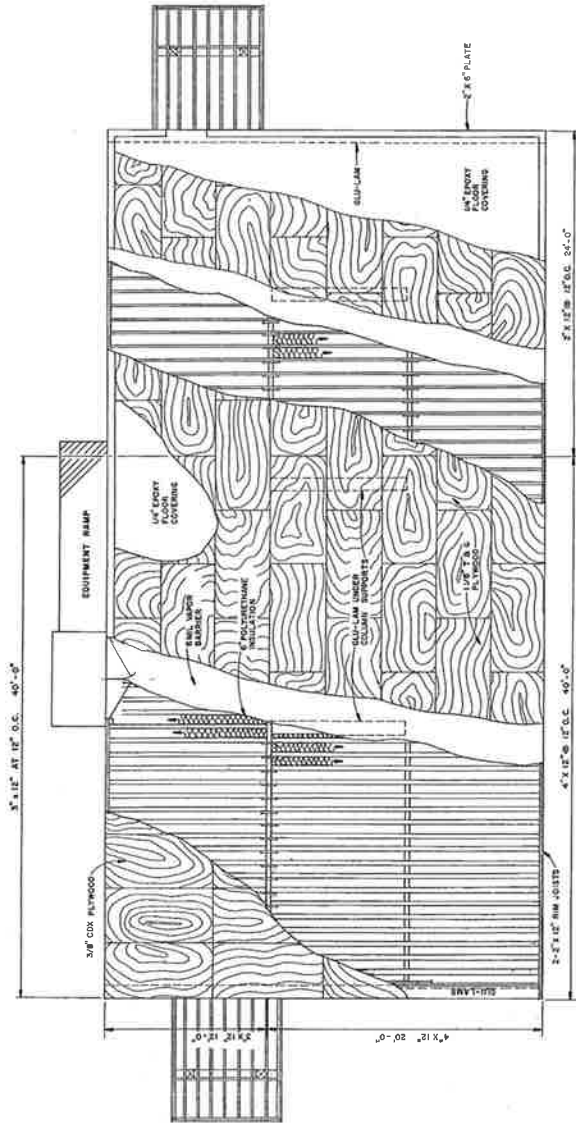 EQUIPMENT RAMP
3" x 12" AT 12" O.C. 40'-0"
3/8" CDX PLYWOOD
1/4" EPOXY
FLOOR
COVERING
6 MIL VAPOR
BARRIER
6" POLYURETHANE
INSULATION
GLU-LAM UNDER
COLUMN SUPPORTS
1 1/8" T & G
PLYWOOD
GLU-LAM
2" X 6" PLATE
1/4" EPOXY
FLOOR
COVERING
3" X 12" 12'-0"
4" X 12" 20'-0"
GUI-LAMS
2-2" X 12" RIM JOISTS
4" X 12" @ 12" O.C. 40'-0"
2" X 12" @ 12" O.C. 24'-0"